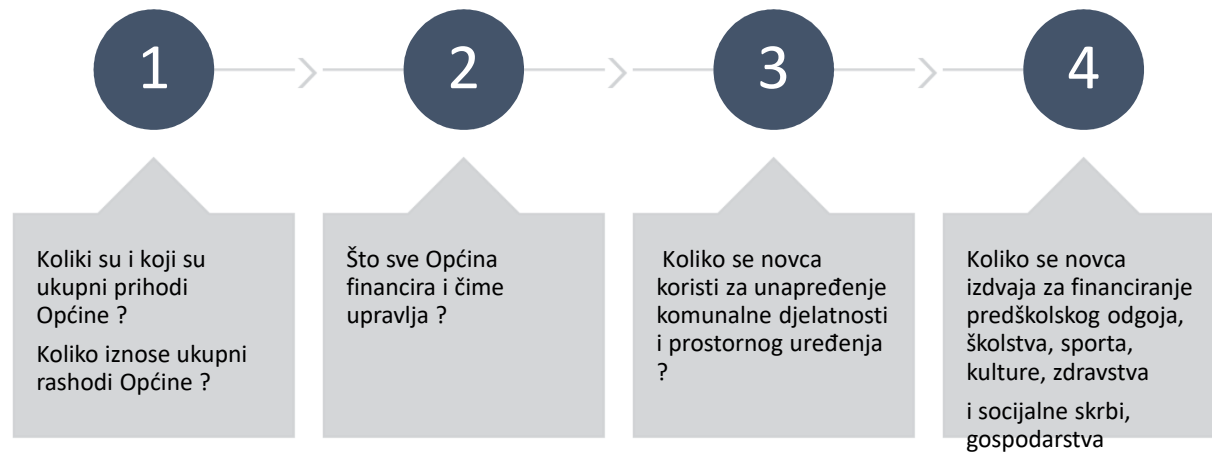 1
2
3
4
Koliki su i koji su
ukupni prihodi
Općine ?
Koliko iznose ukupni
rashodi Općine ?
Što sve Općina
financira i čime
upravlja ?
Koliko se novca
koristi za unapređenje
komunalne djelatnosti
i prostornog uređenja
?
Koliko se novca
izdvaja za financiranje
predškolskog odgoja,
školstva, sporta,
kulture, zdravstva
i socijalne skrbi,
gospodarstva